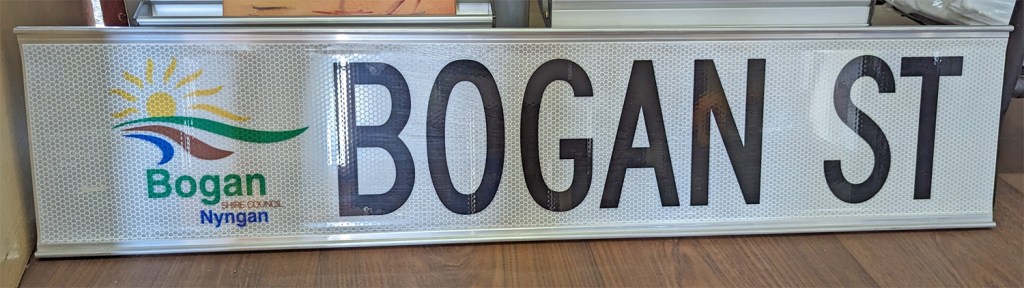 Bogan
SHIRE COUNCIL
Nyngan
BOGAN ST